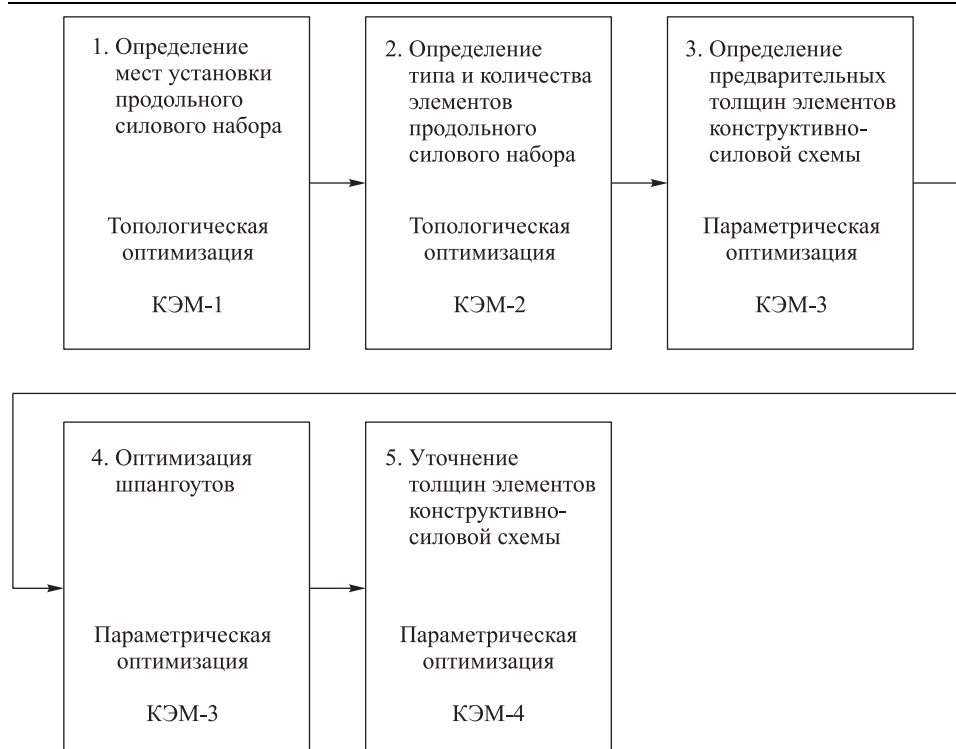 1. Определение
мест установки
продольного
силового набора
Топологическая
оптимизация
КЭМ-1
2. Определение
типа и количества
элементов
продольного
силового набора
Топологическая
оптимизация
КЭМ-2
3. Определение
предварительных
толщин элементов
конструктивно-
силовой схемы
Параметрическая
оптимизация
КЭМ-3
4. Оптимизация
шпангоутов
Параметрическая
оптимизация
КЭМ-3
5. Уточнение
толщин элементов
конструктивно-
силовой схемы
Параметрическая
оптимизация
КЭМ-4